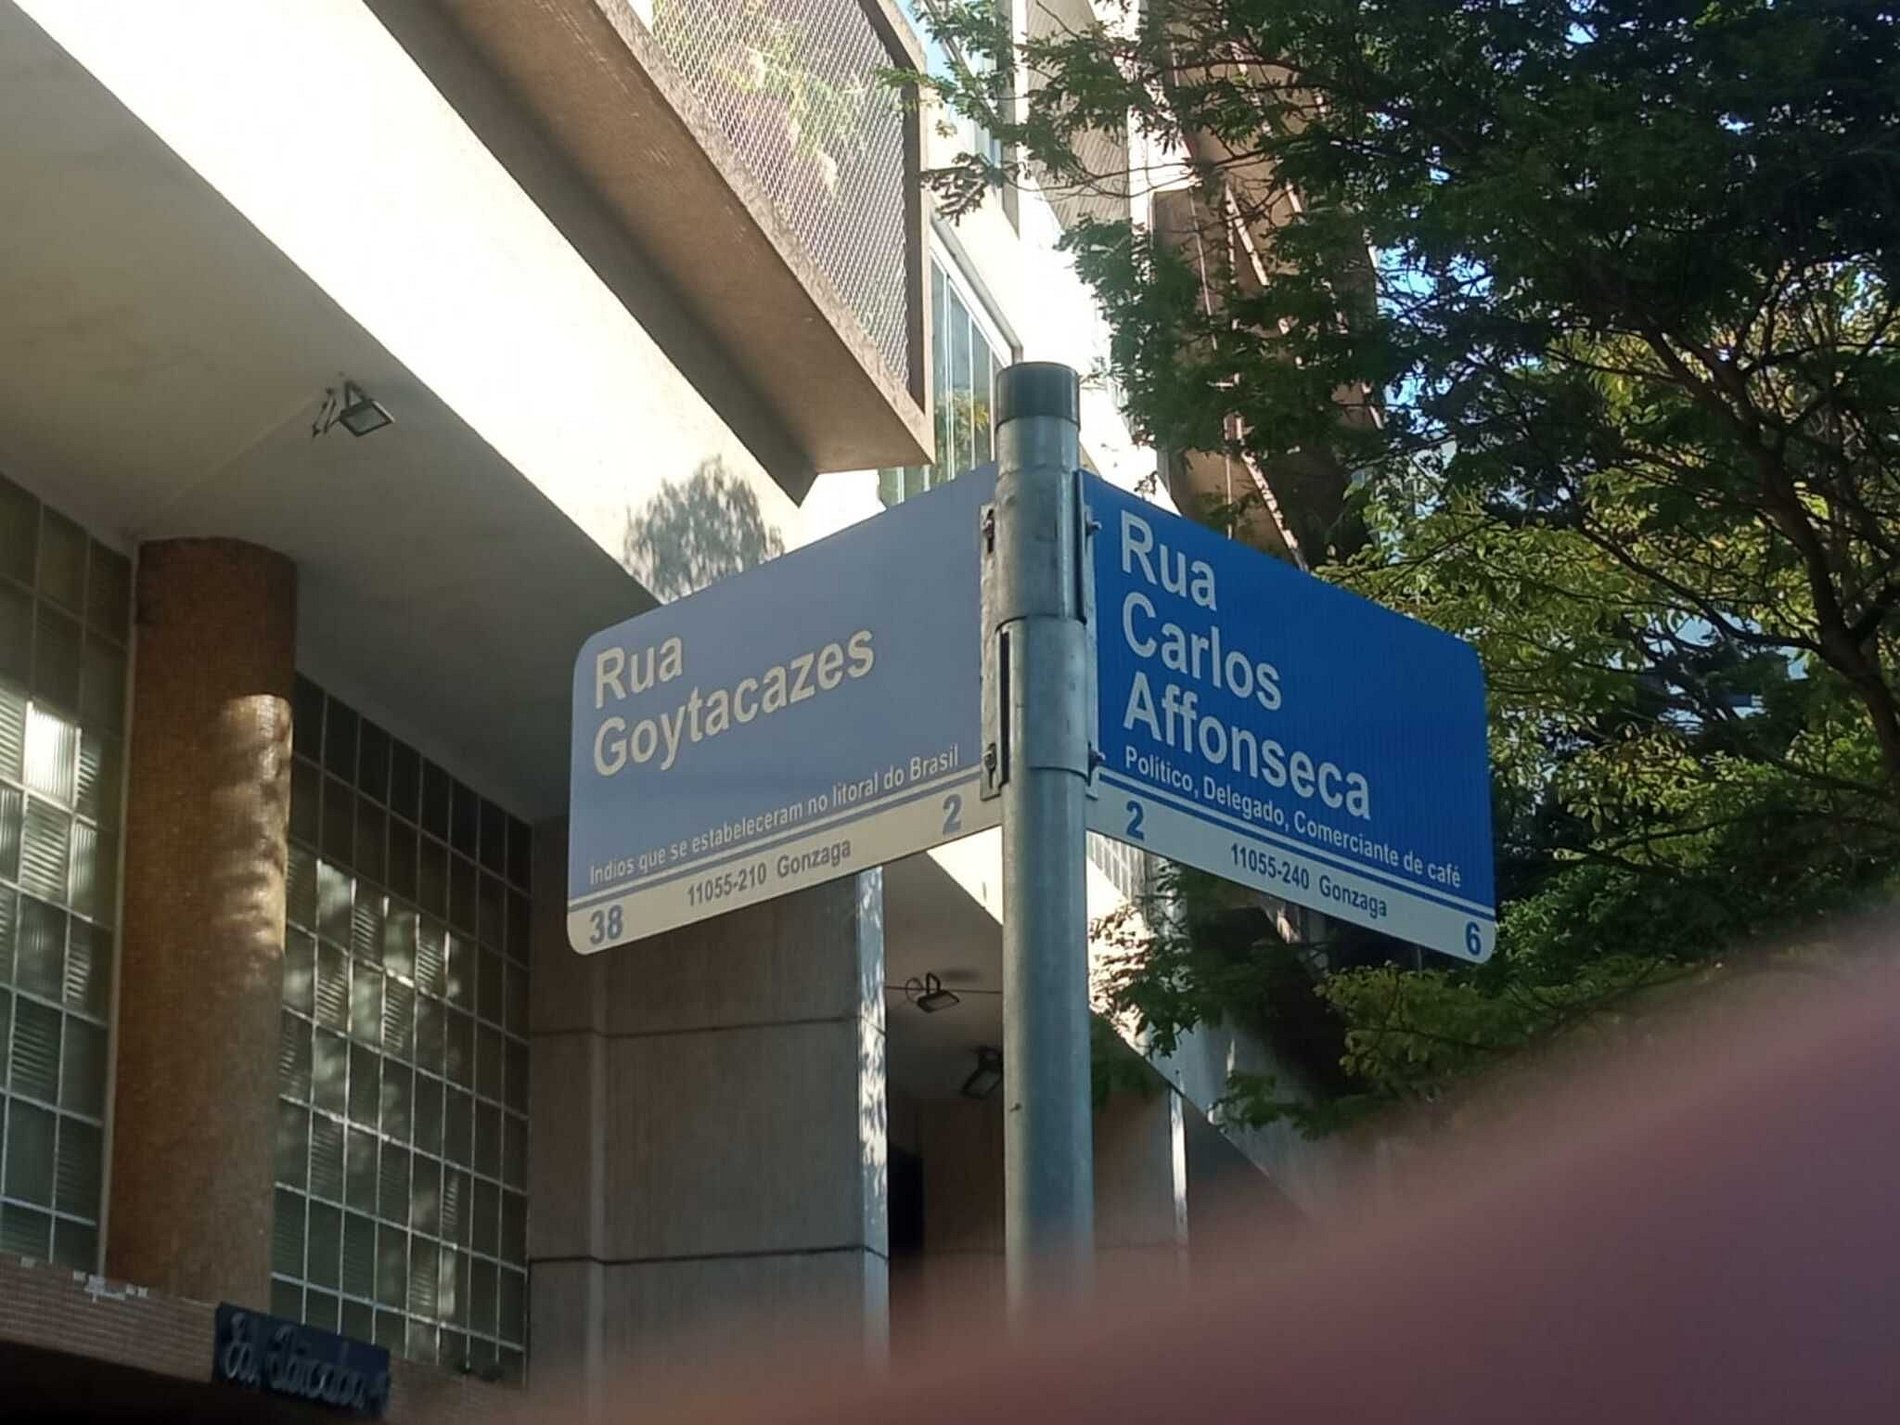 Rua
Goytacazes
Indios que se estabeleceram no litoral do Brasil
38 11055-210 Gonzaga 2
Rua
Carlos
Affonseca
Político, Delegado, Comerciante de café
2 11055-240 Gonzaga 6
Ed.